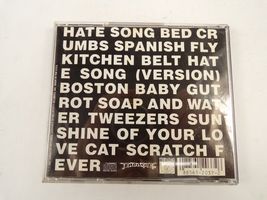 HATE SONG BED CR
UMBS SPANISH FLY
KITCHEN BELT HAT
E SONG (VERSION)
BOSTON BABY GUT
ROT SOAP AND WAT
ER TWEEZERS SUN
SHINE OF YOUR LO
VE CAT SCRATCH F
EVER